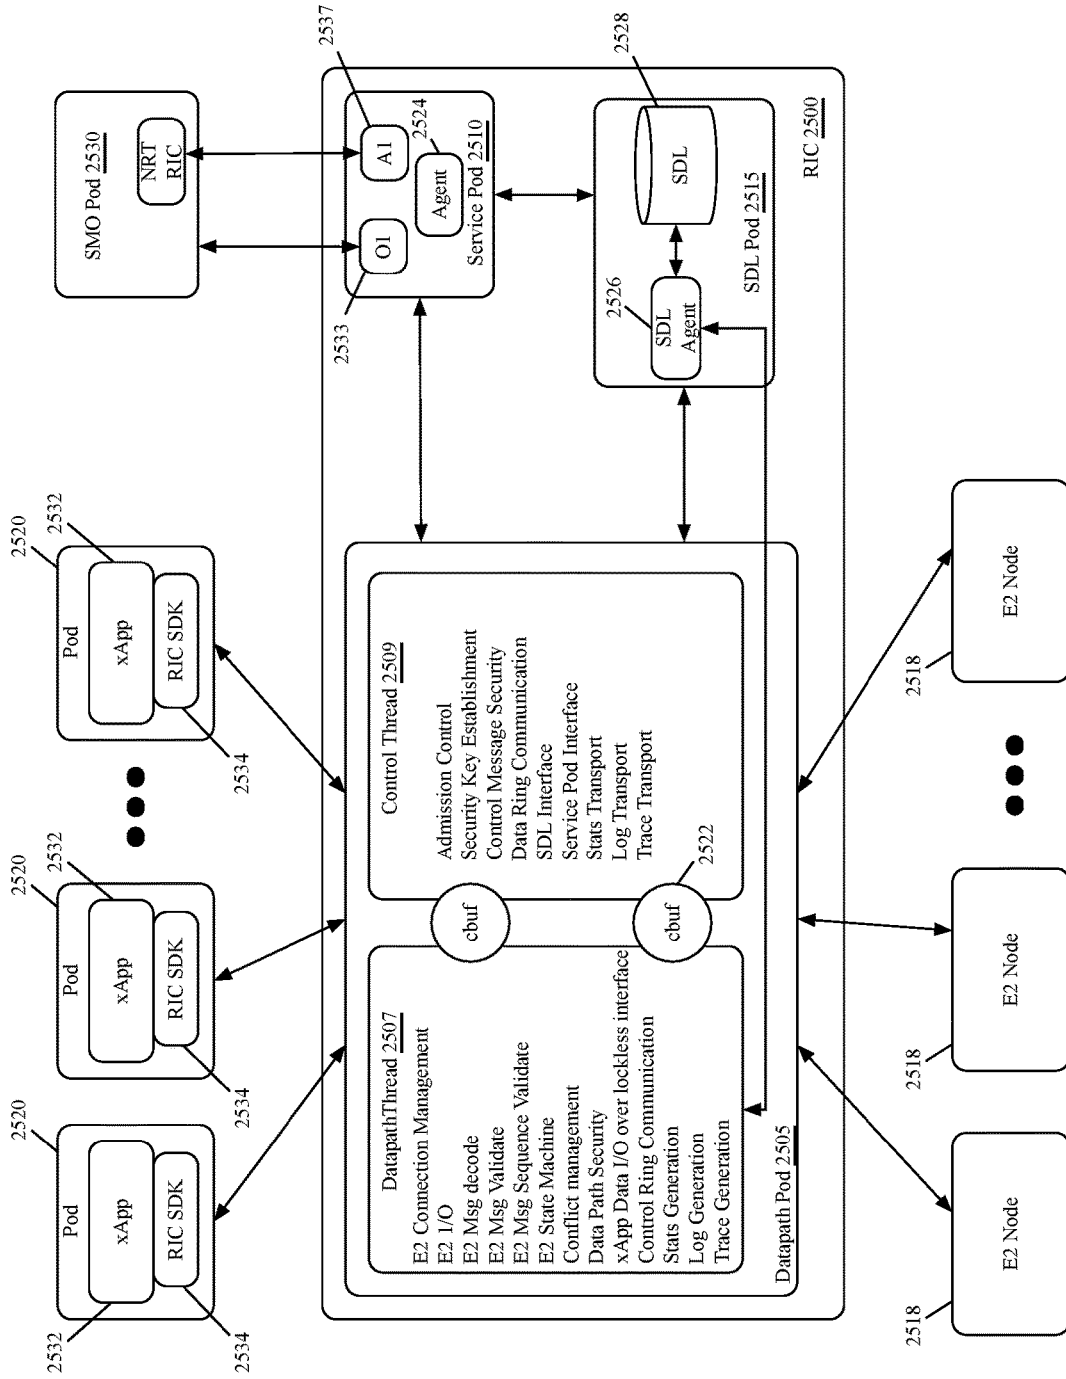 2520
Pod
xApp
RIC SDK
2532
2534
2520
Pod
xApp
RIC SDK
2532
2534
2520
Pod
xApp
RIC SDK
2532
2534
SMO Pod 2530
NRT
RIC
DatapathThread 2507
E2 Connection Management
E2 I/O
E2 Msg decode
E2 Msg Validate
E2 Msg Sequence Validate
E2 State Machine
Conflict management
Data Path Security
xApp Data I/O over lockless interface
Control Ring Communication
Stats Generation
Log Generation
Trace Generation
cbuf
cbuf
2522
Control Thread 2509
Admission Control
Security Key Establishment
Control Message Security
Data Ring Communication
SDL Interface
Service Pod Interface
Stats Transport
Log Transport
Trace Transport
Datapath Pod 2505
2533
O1
A1
2537
Agent
2524
Service Pod 2510
2526
SDL
Agent
SDL
2528
SDL Pod 2515
RIC 2500
2518
E2 Node
2518
E2 Node
2518
E2 Node